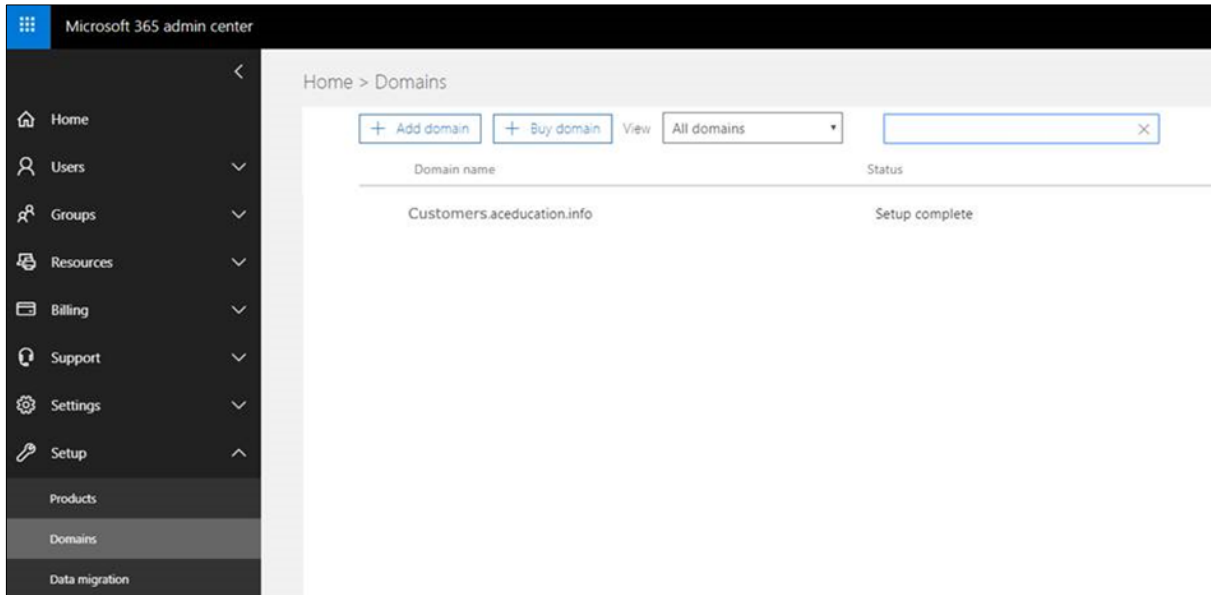 Microsoft 365 admin center
Home > Domains
Home
Users
Groups
Resources
Billing
Support
Settings
Setup
Products
Domains
Data migration
+ Add domain + Buy domain View All domains
Domain name Status
Customers.aceducation.info Setup complete